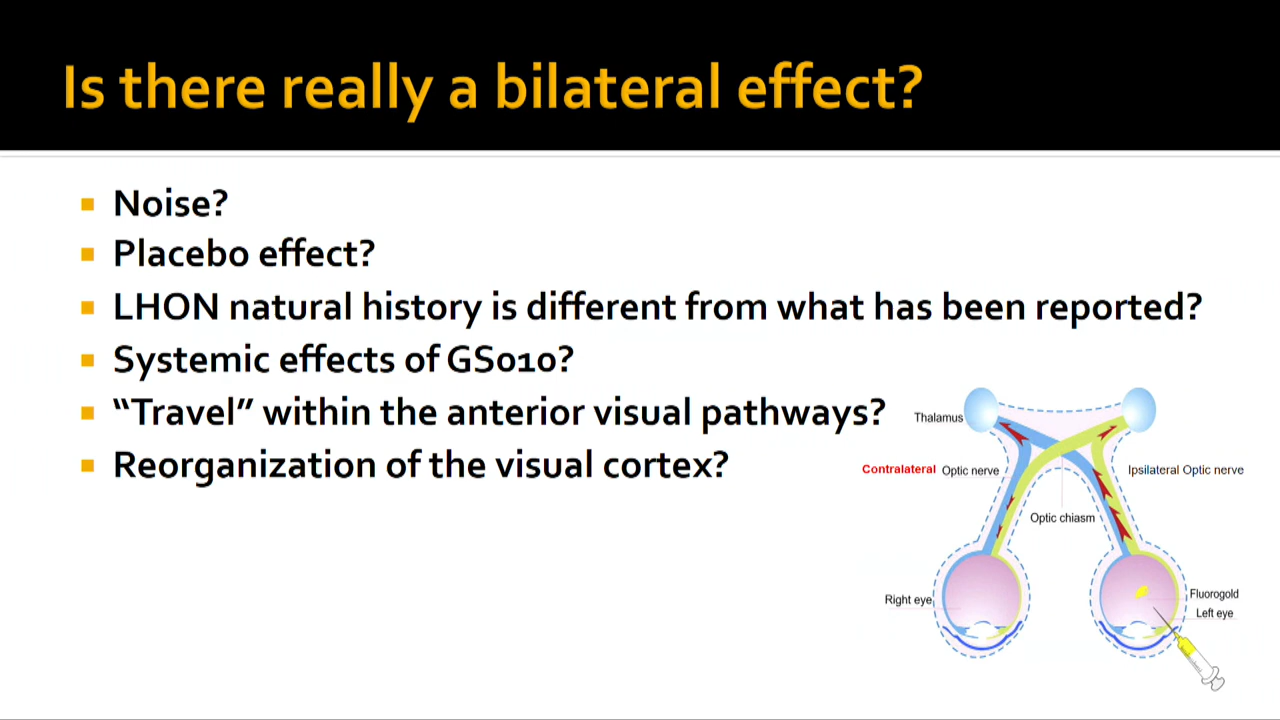 Is there really a bilateral effect?
Noise?
Placebo effect?
LHON natural history is different from what has been reported?
Systemic effects of GS010?
“Travel” within the anterior visual pathways?
Reorganization of the visual cortex?
Thalamus
Contralateral Optic nerve
Ipsilateral Optic nerve
Optic chiasm
Right eye
Fluorogold
Left eye